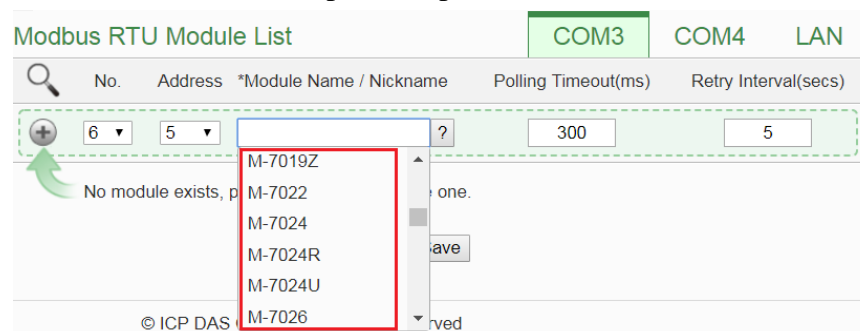 Modbus RTU Module List COM3 COM4 LAN
No. Address *Module Name / Nickname Polling Timeout(ms) Retry Interval(secs)
6 5 ? 300 5
M-7019Z
No module exists, p M-7022 one.
M-7024
M-7024R ave
M-7024U
© ICP DAS M-7026 rved